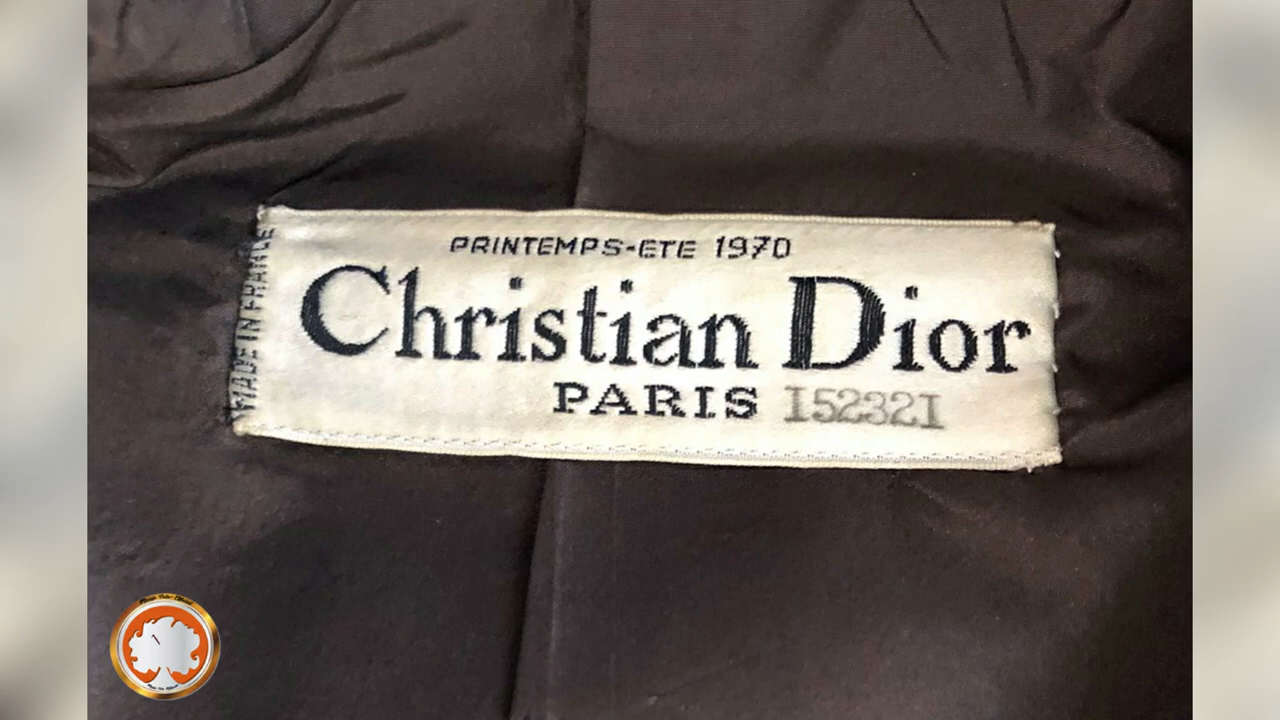 PRINTEMPS-ETE 1970
Christian Dior
PARIS 152321
MADE IN FRANCE